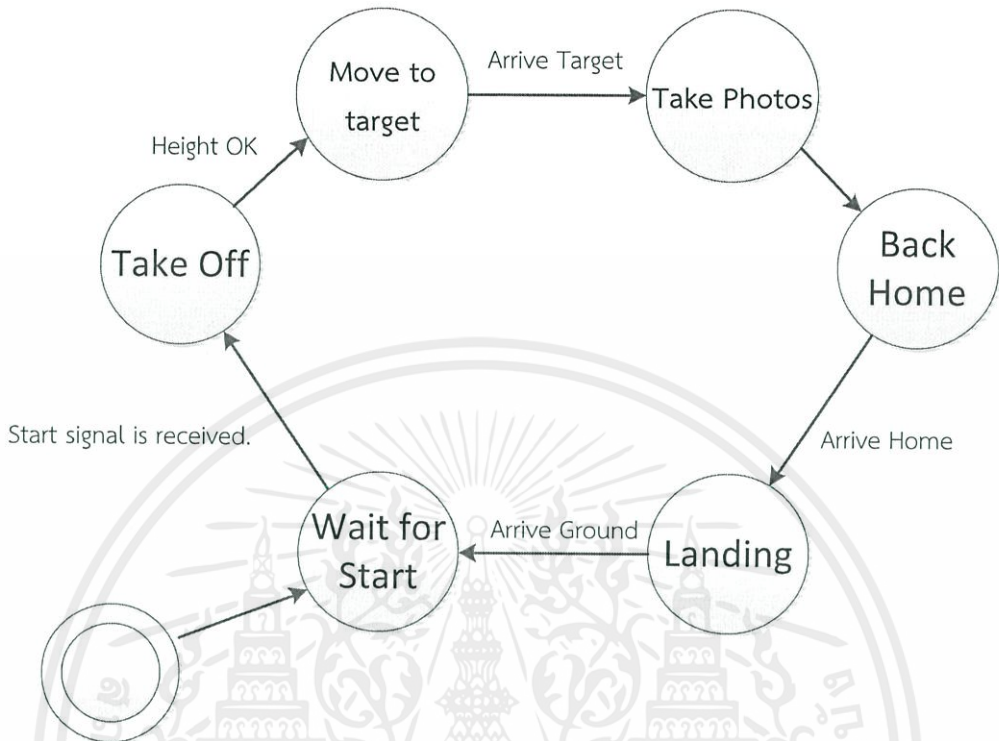 Move to
target
Arrive Target
Take Photos
Height OK
Take Off
Back
Home
Start signal is received.
Arrive Home
Wait for
Start
Arrive Ground
Landing